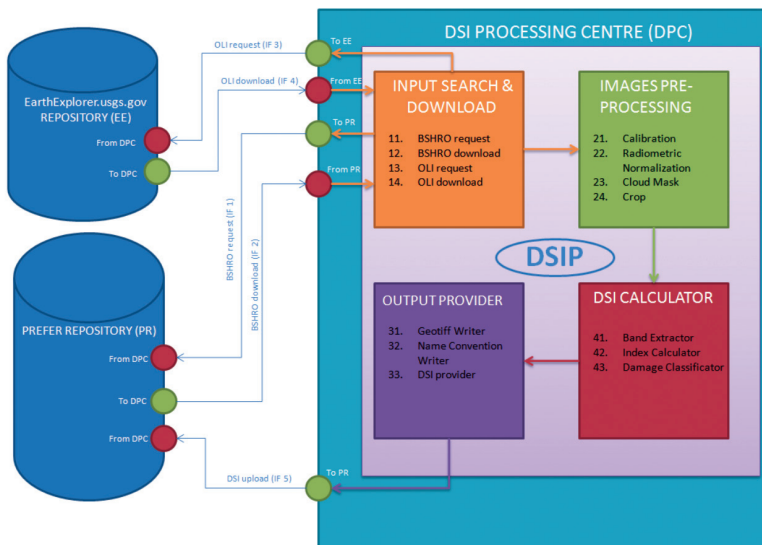 DSI PROCESSING CENTRE (DPC)
To EE
OLI request (IF 3)
OLI download (IF 4)
From EE
EarthExplorer.usgs.gov
REPOSITORY (EE)
From DPC
To DPC
To PR
From PR
INPUT SEARCH &
DOWNLOAD
11. BSHRO request
12. BSHRO download
13. OLI request
14. OLI download
IMAGES PRE-
PROCESSING
21. Calibration
22. Radiometric
Normalization
23. Cloud Mask
24. Crop
BSHRO request (IF 1)
BSHRO download (IF 2)
DSIP
PREFER REPOSITORY (PR)
From DPC
To DPC
From DPC
OUTPUT PROVIDER
31. Geotiff Writer
32. Name Convention
Writer
33. DSI provider
DSI CALCULATOR
41. Band Extractor
42. Index Calculator
43. Damage Classificator
To PR
DSI upload (IF 5)